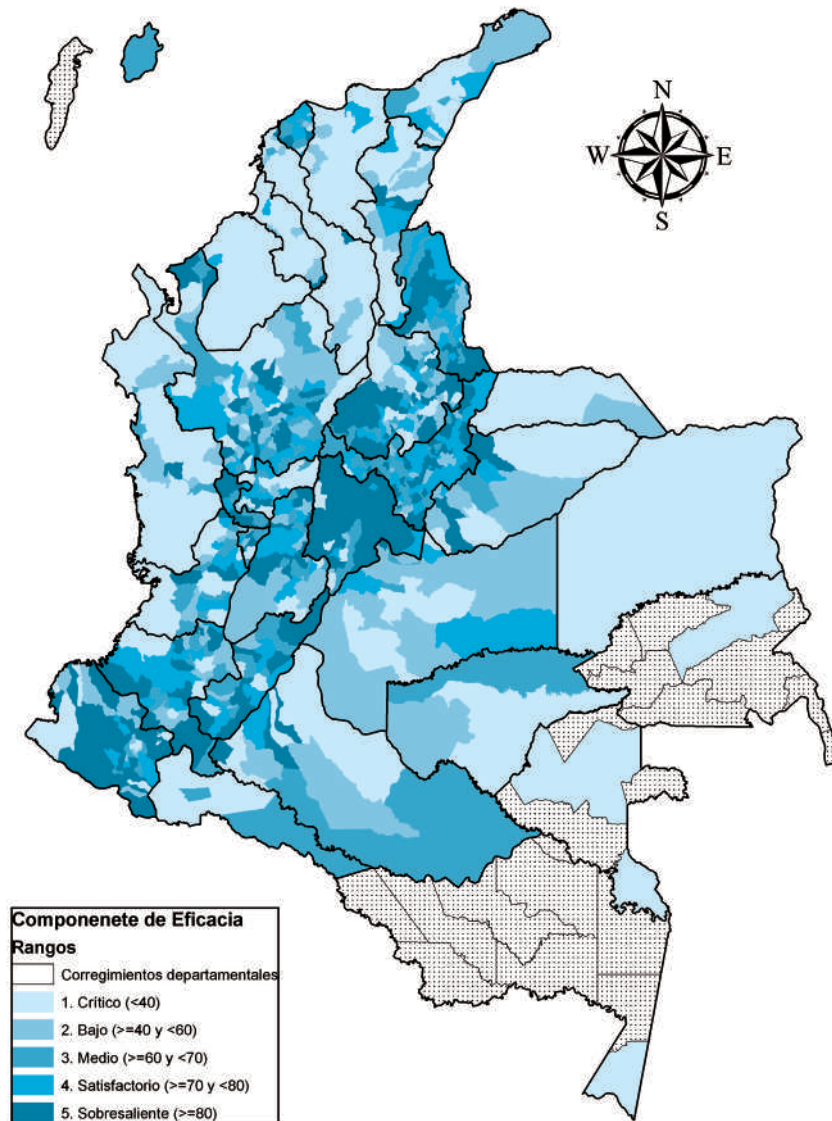 N
W
E
S
Componenete de Eficacia
Rangos
Corregimientos departamentales
1. Crítico (<40)
2. Bajo (>=40 y <60)
3. Medio (>=60 y <70)
4. Satisfactorio (>=70 y <80)
5. Sobresaliente (>=80)